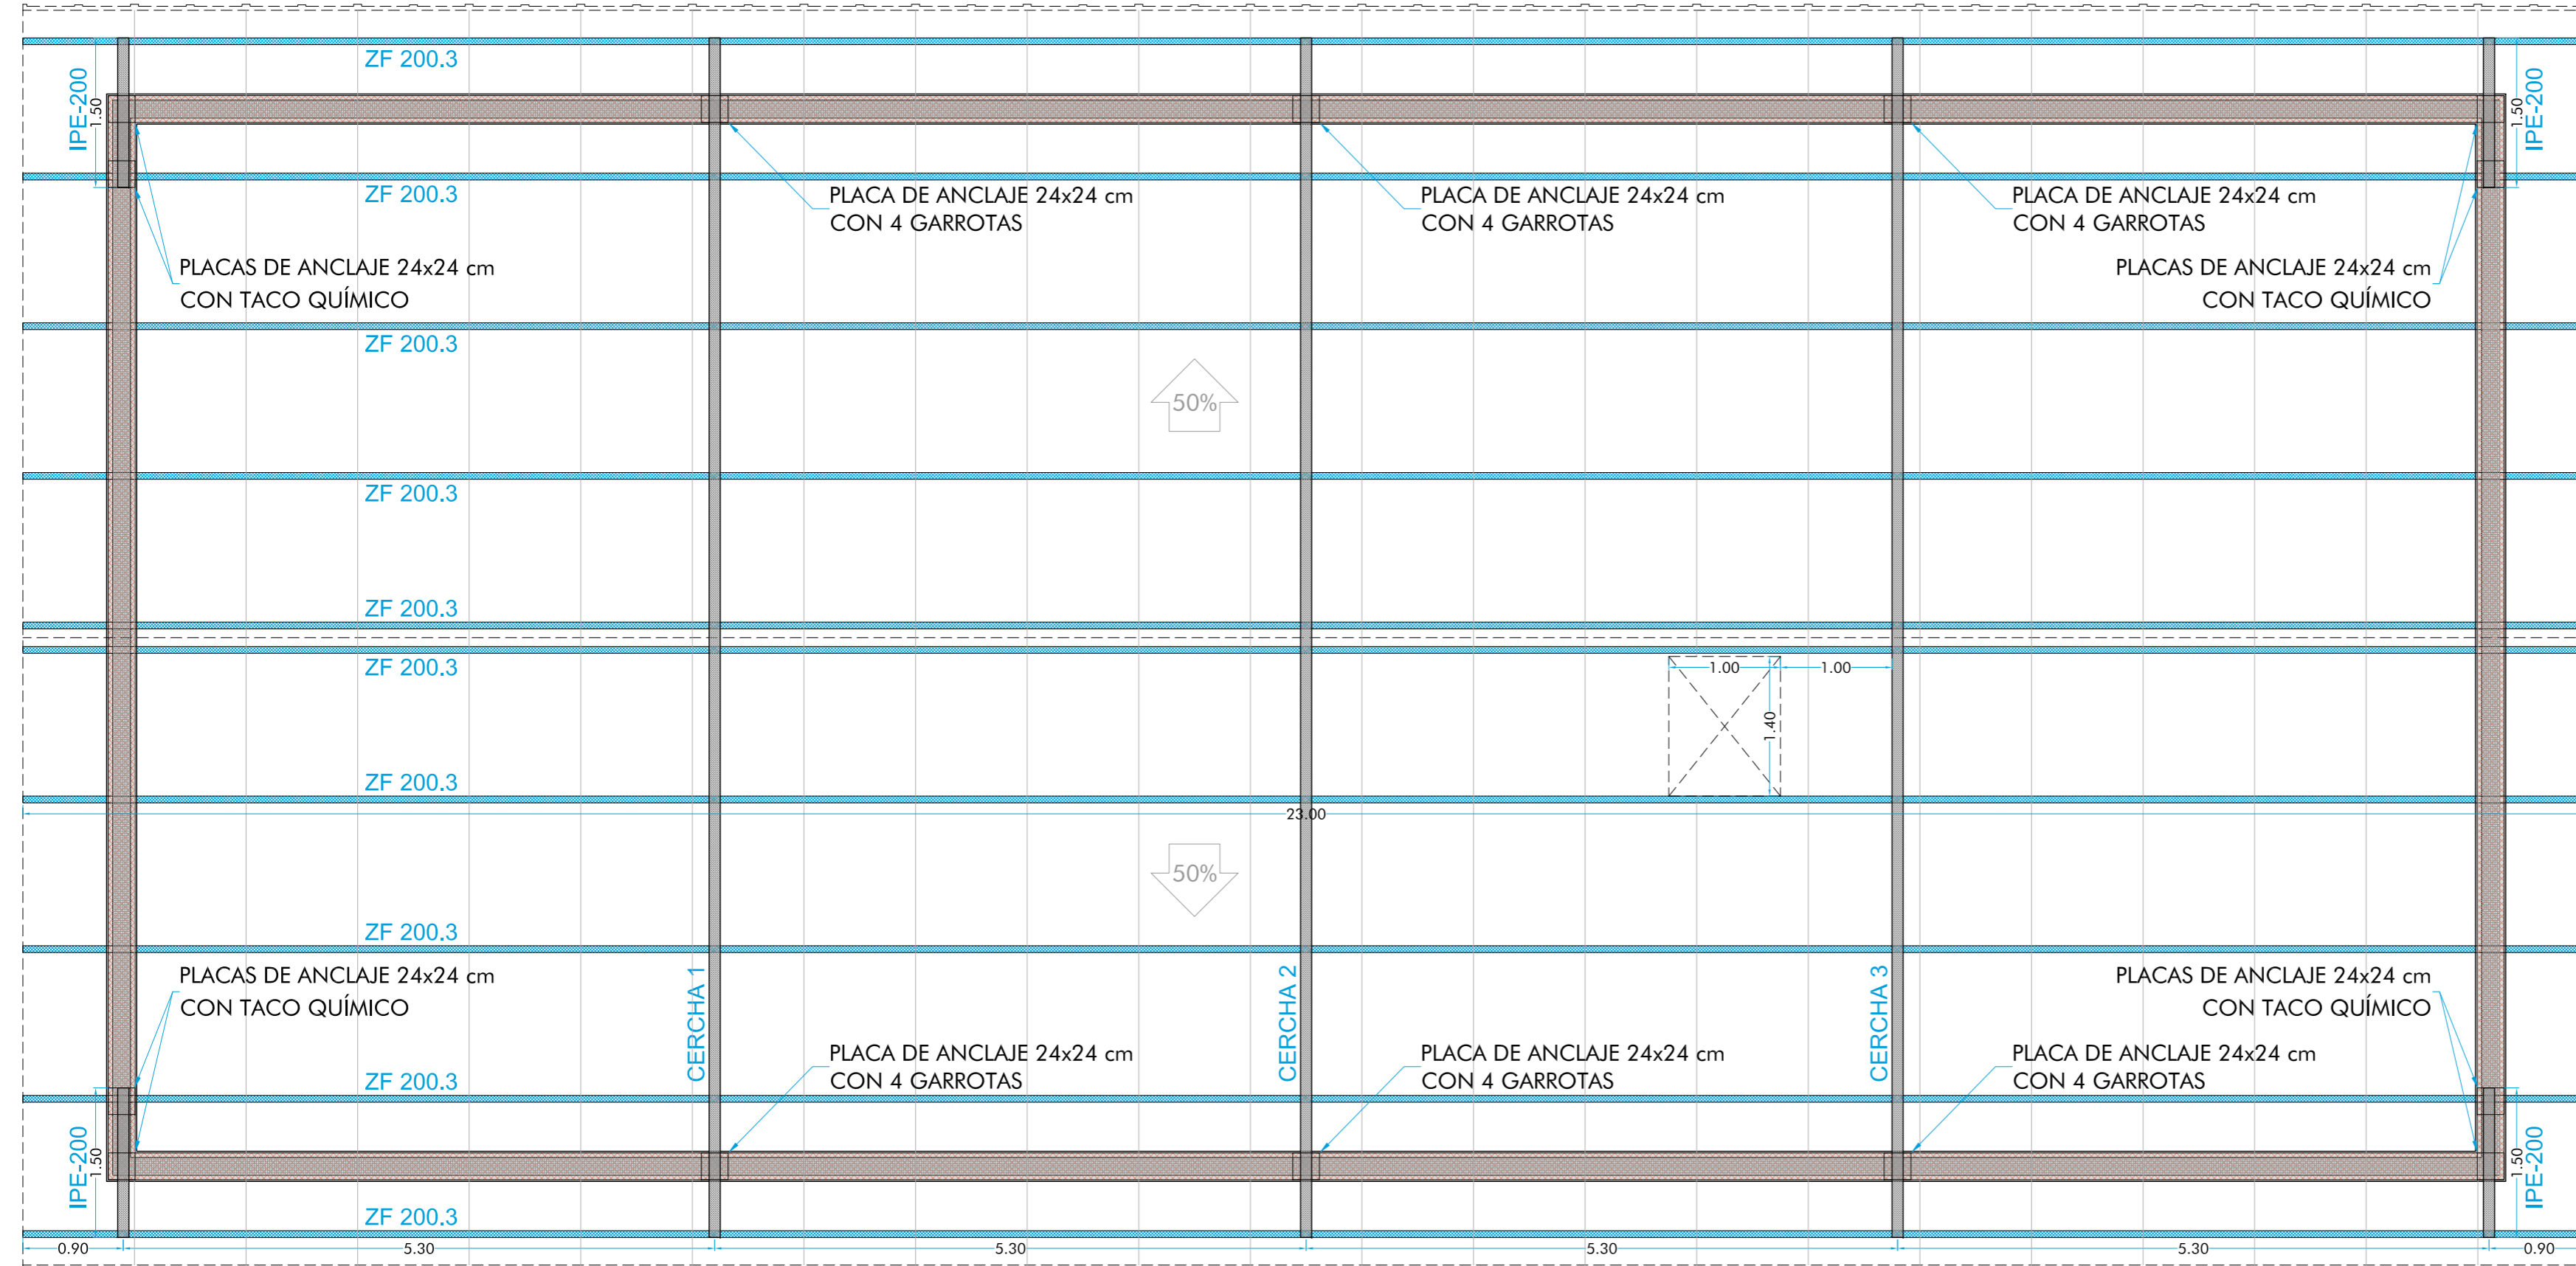 ZF 200.3
IPE-200
1.50
1.50
IPE-200
ZF 200.3
PLACA DE ANCLAJE 24x24 cm
CON 4 GARROTAS
PLACA DE ANCLAJE 24x24 cm
CON 4 GARROTAS
PLACA DE ANCLAJE 24x24 cm
CON 4 GARROTAS
PLACAS DE ANCLAJE 24x24 cm
CON TACO QUÍMICO
PLACAS DE ANCLAJE 24x24 cm
CON TACO QUÍMICO
ZF 200.3
50%
ZF 200.3
ZF 200.3
ZF 200.3
1.00
1.00
1.40
ZF 200.3
23.00
50%
ZF 200.3
PLACAS DE ANCLAJE 24x24 cm
CON TACO QUÍMICO
CERCHA 1
CERCHA 2
CERCHA 3
PLACAS DE ANCLAJE 24x24 cm
CON TACO QUÍMICO
PLACA DE ANCLAJE 24x24 cm
CON 4 GARROTAS
PLACA DE ANCLAJE 24x24 cm
CON 4 GARROTAS
PLACA DE ANCLAJE 24x24 cm
CON 4 GARROTAS
ZF 200.3
IPE-200
1.50
1.50
IPE-200
ZF 200.3
0.90
5.30
5.30
5.30
5.30
0.90